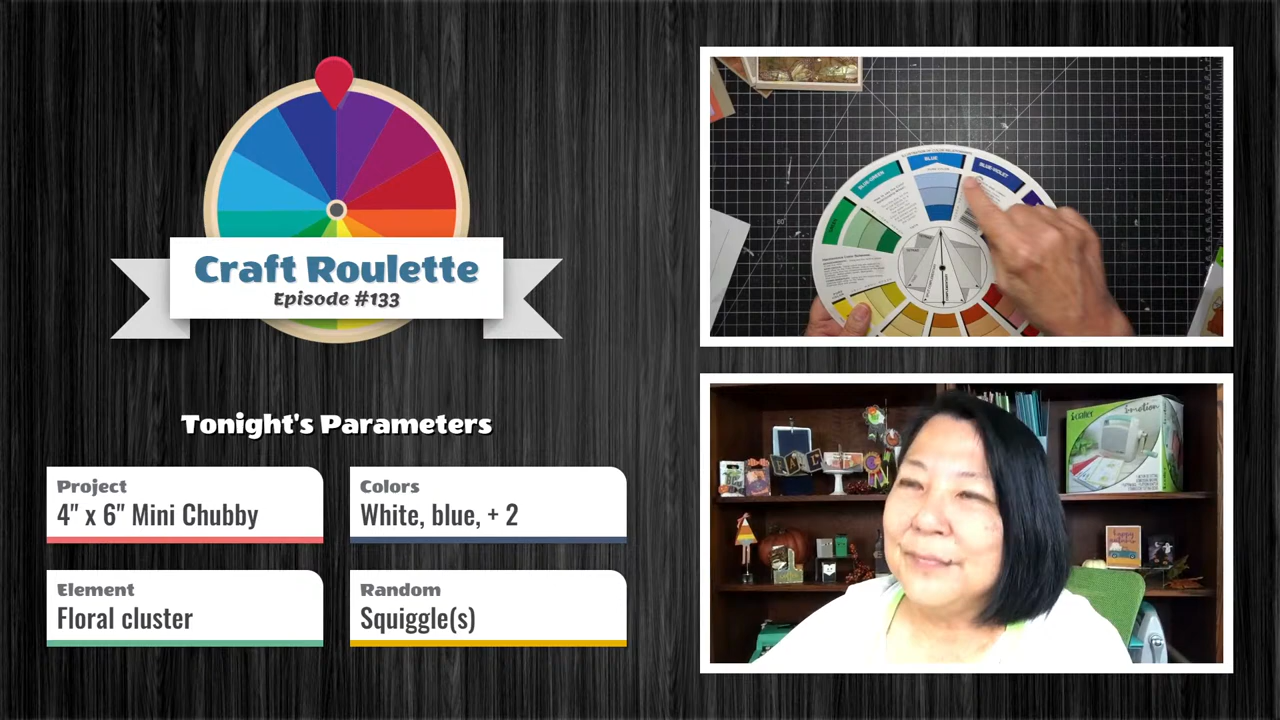 Craft Roulette
Episode #133
Tonight's Parameters
Project
4" x 6" Mini Chubby
Colors
White, blue, + 2
Element
Floral cluster
Random
Squiggle(s)
BLUE-GREEN
BLUE
BLUE-VIOLET
FALL